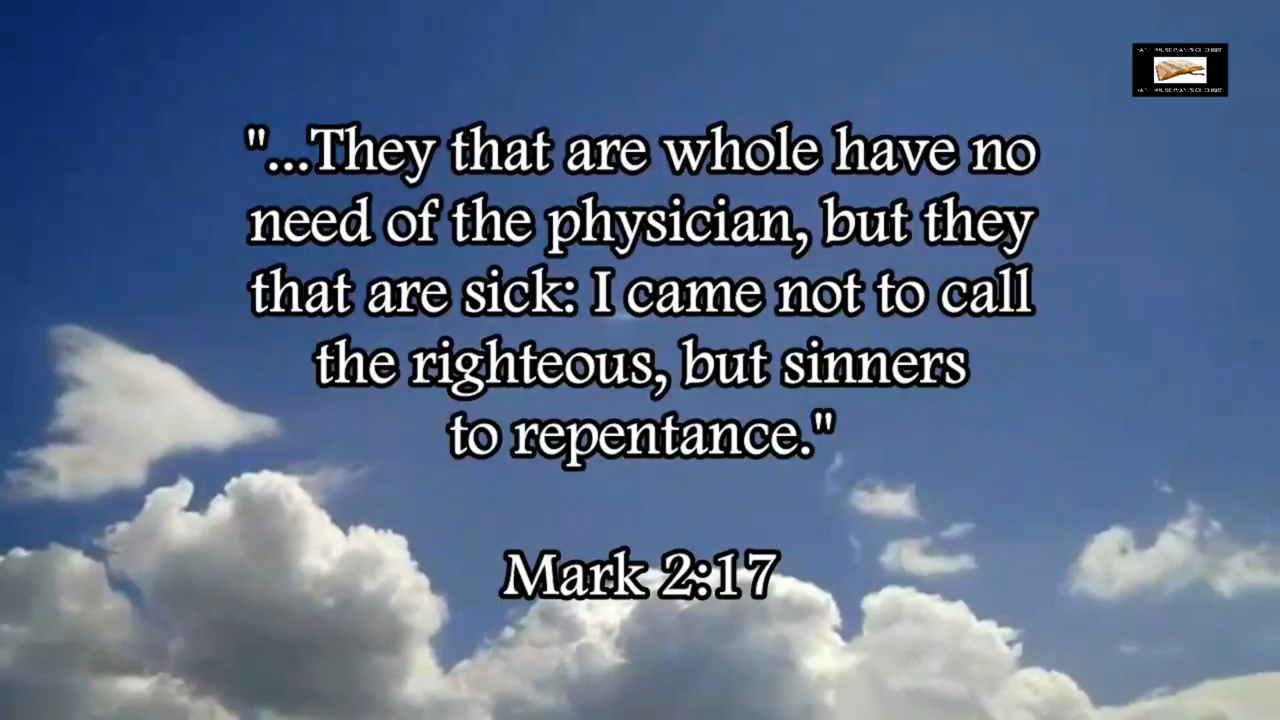 "...They that are whole have no
need of the physician, but they
that are sick: I came not to call
the righteous, but sinners
to repentance."
Mark 2:17